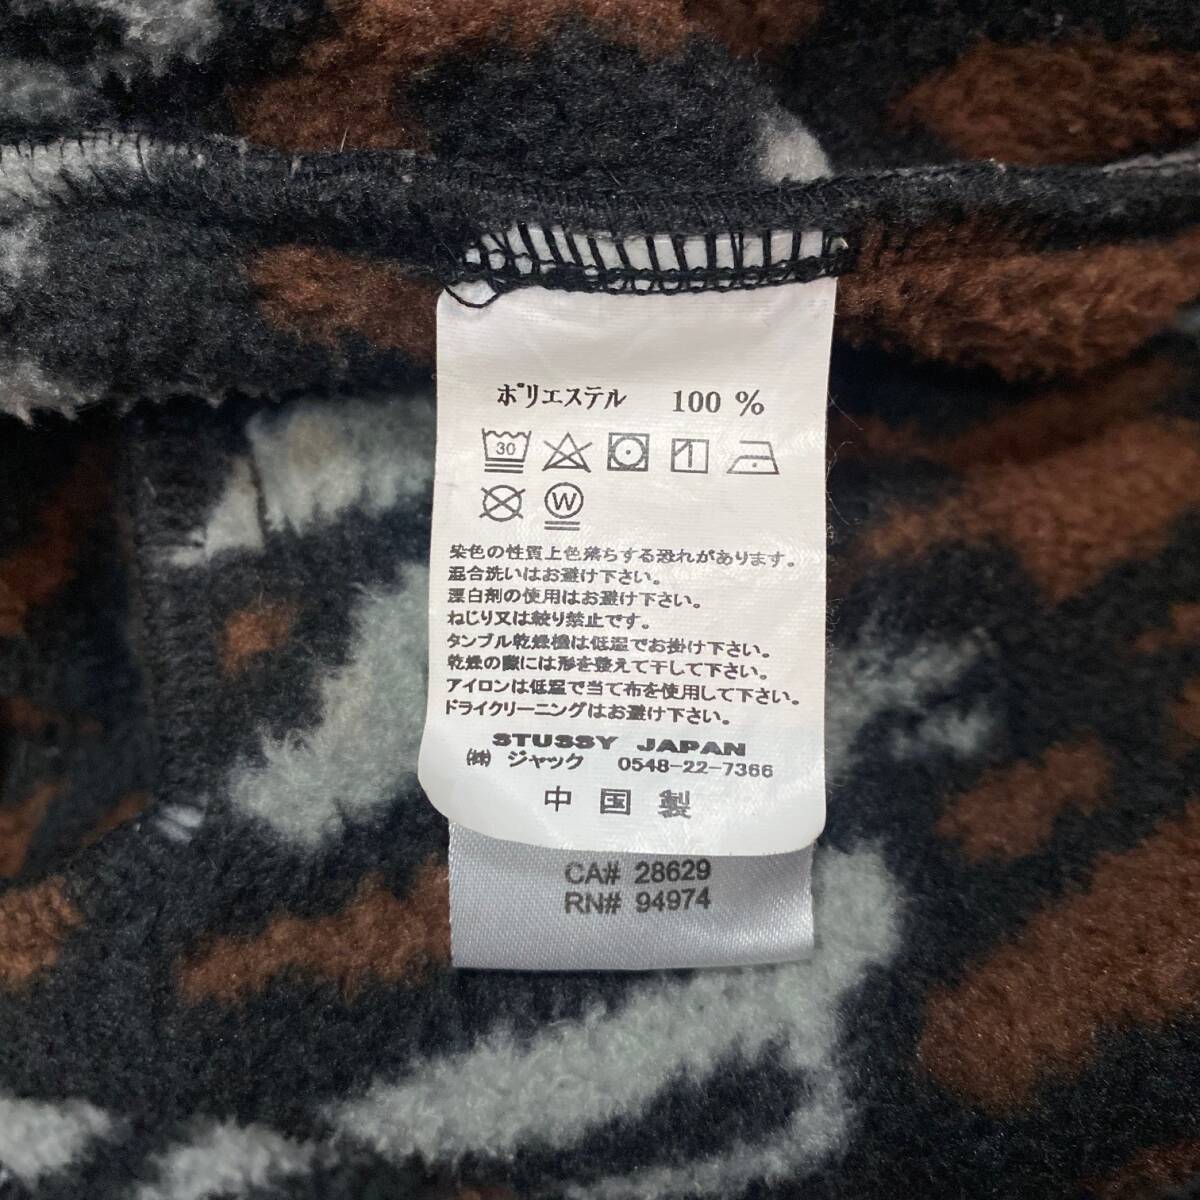 ポリエステル 100 %
30
W
染色の性質上色落ちする恐れがあります。
混合洗いはお避け下さい。
漂白剤の使用はお避け下さい。
ねじり又は絞り禁止です。
タンブル乾燥機は低温でお掛け下さい。
乾燥の際には形を整えて干して下さい。
アイロンは低温で当て布を使用して下さい。
ドライクリーニングはお避け下さい。
STUSSY JAPAN
㈱ ジャック 0548-22-7366
中国製
CA# 28629
RN# 94974